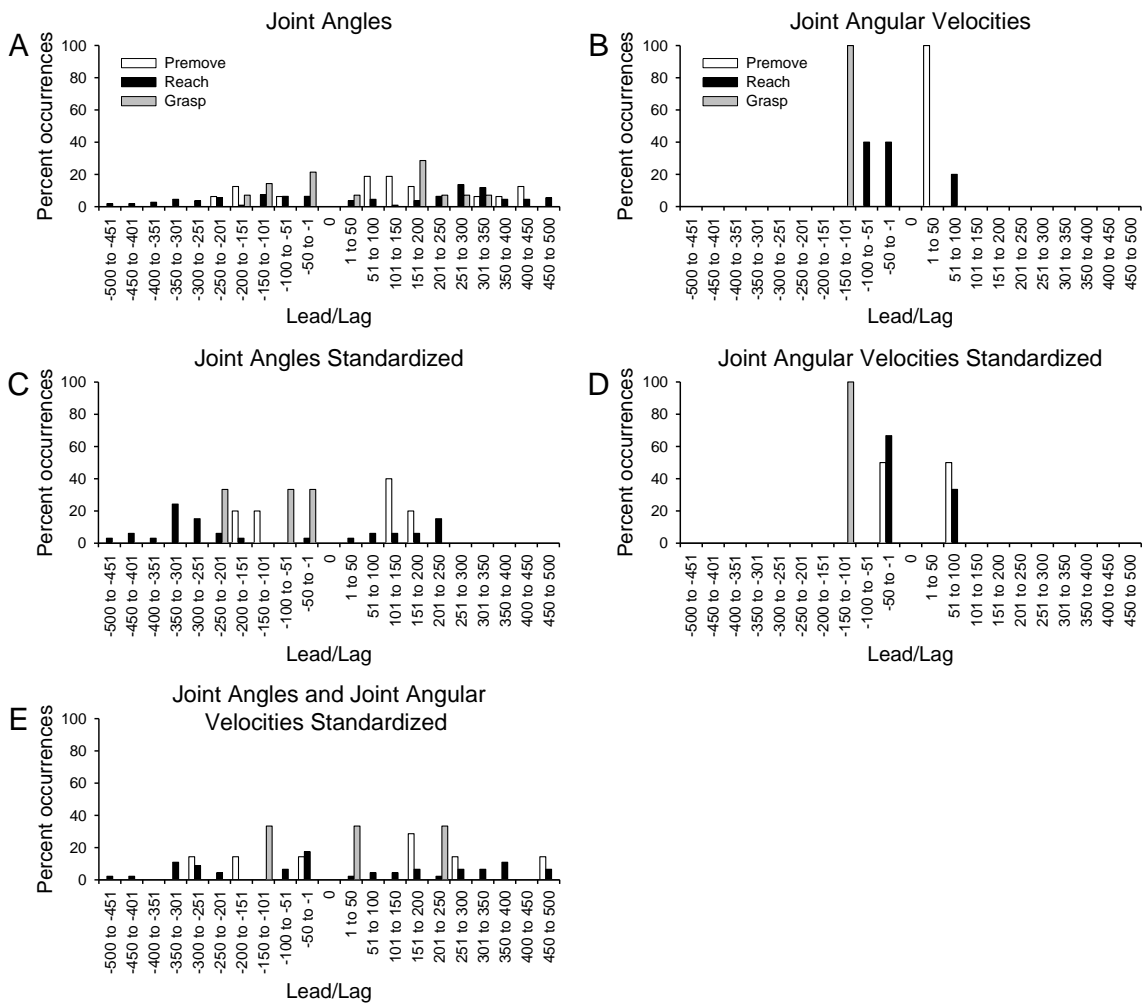 A
Joint Angles
Percent occurrences
100
80
60
40
20
0
Premove
Reach
Grasp
-500 to -451
-450 to -401
-400 to -351
-350 to -301
-300 to -251
-250 to -201
-200 to -151
-150 to -101
-100 to -51
-50 to -1
0
1 to 50
51 to 100
101 to 150
151 to 200
201 to 250
251 to 300
301 to 350
350 to 400
400 to 450
450 to 500
Lead/Lag
B
Joint Angular Velocities
Percent occurrences
100
80
60
40
20
0
Premove
Reach
Grasp
-500 to -451
-450 to -401
-400 to -351
-350 to -301
-300 to -251
-250 to -201
-200 to -151
-150 to -101
-100 to -51
-50 to -1
0
1 to 50
51 to 100
101 to 150
151 to 200
201 to 250
251 to 300
301 to 350
350 to 400
400 to 450
450 to 500
Lead/Lag
C
Joint Angles Standardized
Percent occurrences
100
80
60
40
20
0
-500 to -451
-450 to -401
-400 to -351
-350 to -301
-300 to -251
-250 to -201
-200 to -151
-150 to -101
-100 to -51
-50 to -1
0
1 to 50
51 to 100
101 to 150
151 to 200
201 to 250
251 to 300
301 to 350
350 to 400
400 to 450
450 to 500
Lead/Lag
D
Joint Angular Velocities Standardized
Percent occurrences
100
80
60
40
20
0
-500 to -451
-450 to -401
-400 to -351
-350 to -301
-300 to -251
-250 to -201
-200 to -151
-150 to -101
-100 to -51
-50 to -1
0
1 to 50
51 to 100
101 to 150
151 to 200
201 to 250
251 to 300
301 to 350
350 to 400
400 to 450
450 to 500
Lead/Lag
E
Joint Angles and Joint Angular
Velocities Standardized
Percent occurrences
100
80
60
40
20
0
-500 to -451
-450 to -401
-400 to -351
-350 to -301
-300 to -251
-250 to -201
-200 to -151
-150 to -101
-100 to -51
-50 to -1
0
1 to 50
51 to 100
101 to 150
151 to 200
201 to 250
251 to 300
301 to 350
350 to 400
400 to 450
450 to 500
Lead/Lag